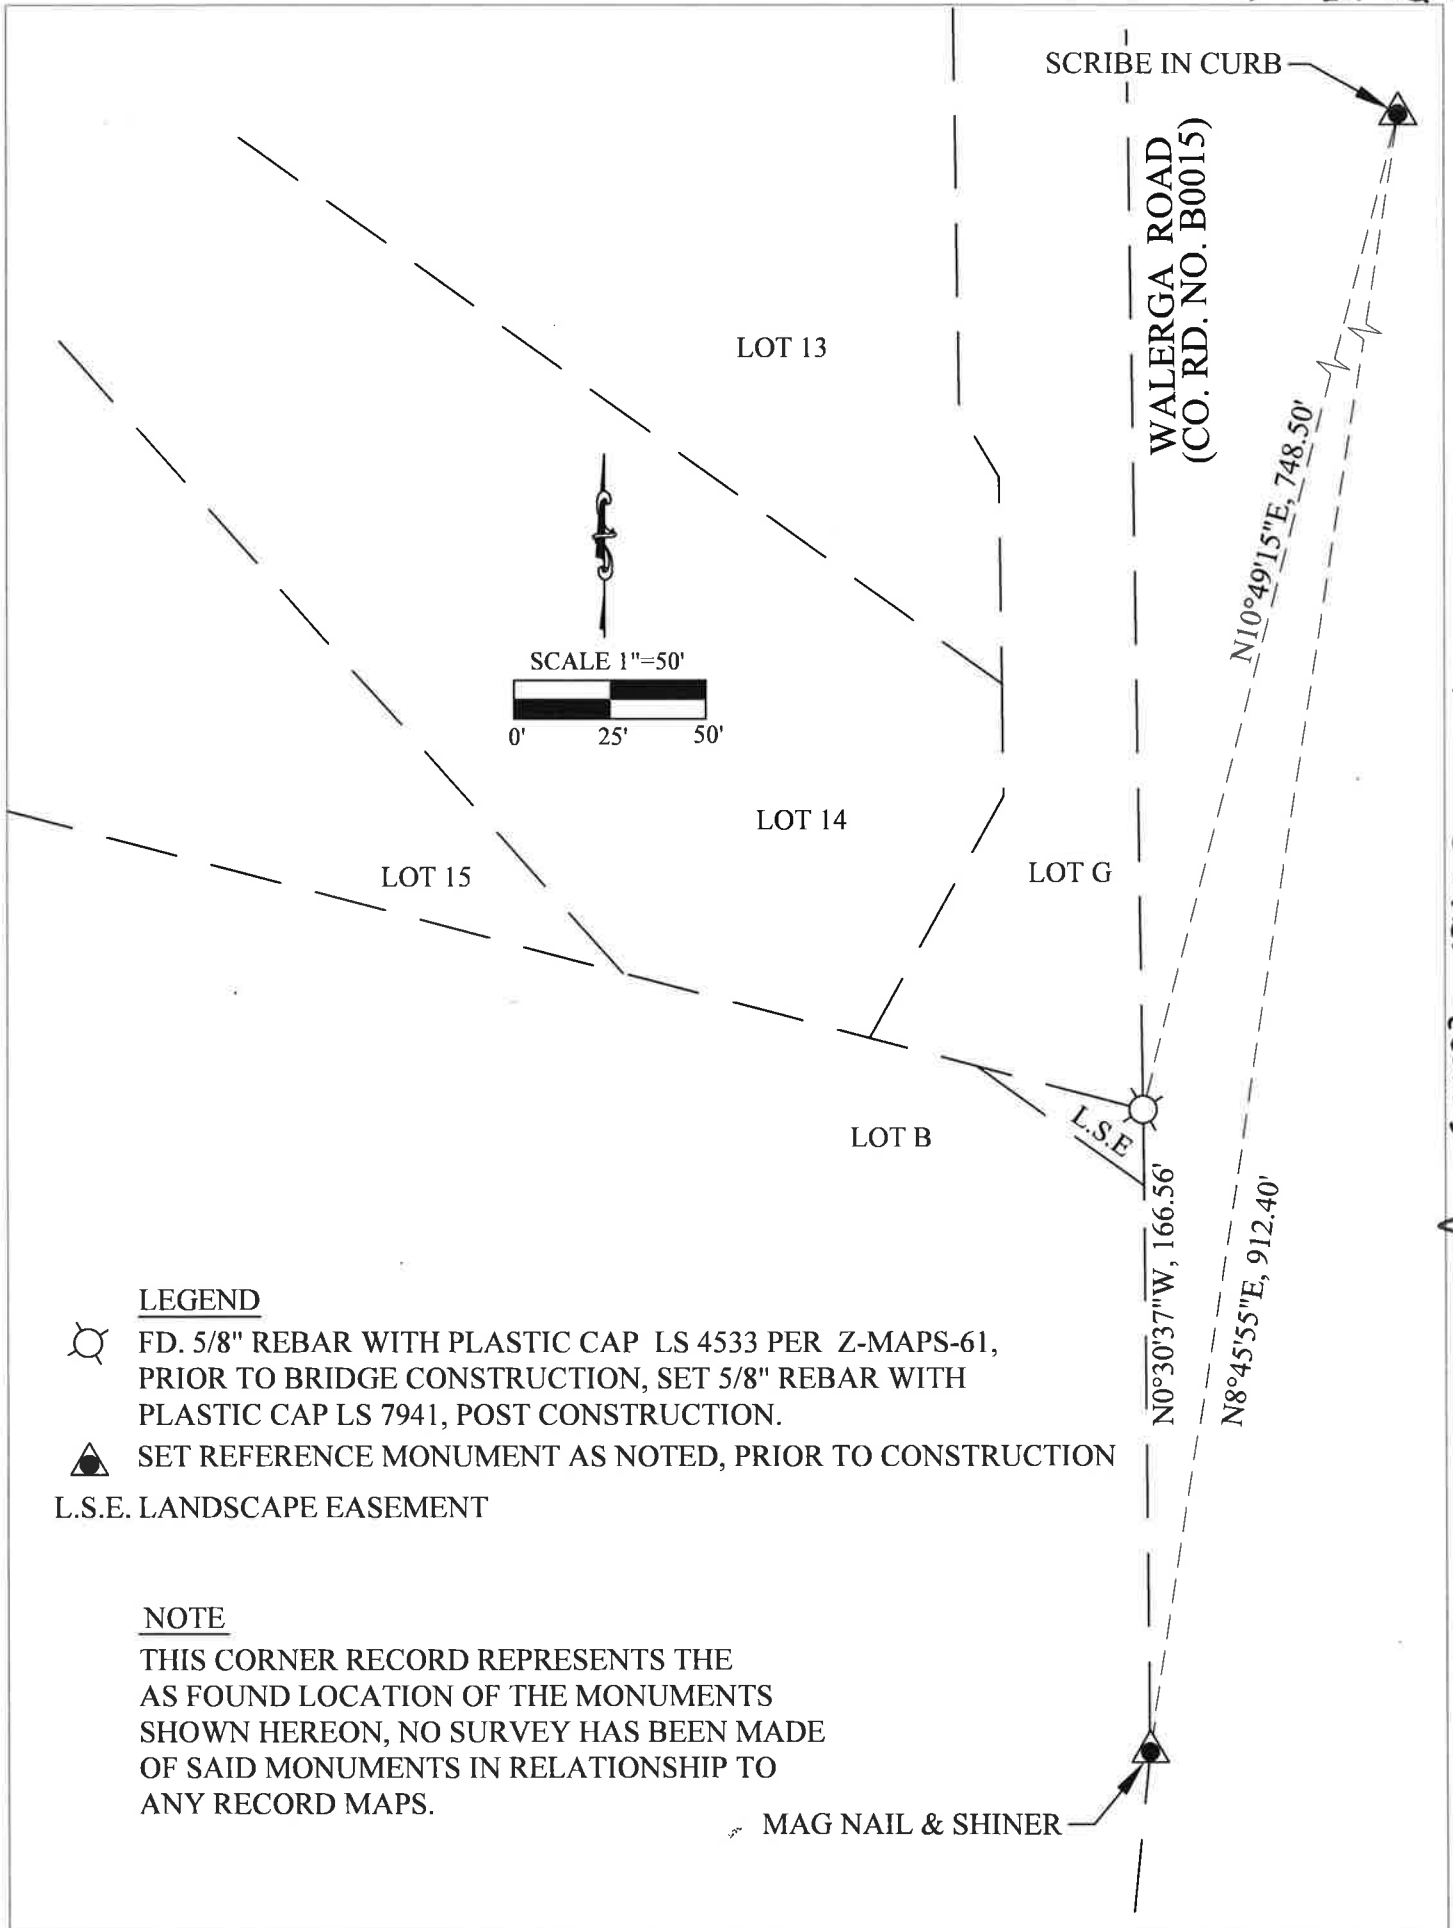 SCRIBE IN CURB
WALERGA ROAD
(CO. RD. NO. B0015)
LOT 13
N10°49'15"E, 748.50'
SCALE 1"=50'
0' 25' 50'
LOT 14
LOT 15
LOT G
LOT B
L.S.E
N0°30'37"W, 166.56'
N8°45'55"E, 912.40'
LEGEND
FD. 5/8" REBAR WITH PLASTIC CAP LS 4533 PER Z-MAPS-61,
PRIOR TO BRIDGE CONSTRUCTION, SET 5/8" REBAR WITH
PLASTIC CAP LS 7941, POST CONSTRUCTION.
SET REFERENCE MONUMENT AS NOTED, PRIOR TO CONSTRUCTION
L.S.E. LANDSCAPE EASEMENT
NOTE
THIS CORNER RECORD REPRESENTS THE
AS FOUND LOCATION OF THE MONUMENTS
SHOWN HEREON, NO SURVEY HAS BEEN MADE
OF SAID MONUMENTS IN RELATIONSHIP TO
ANY RECORD MAPS.
MAG NAIL & SHINER